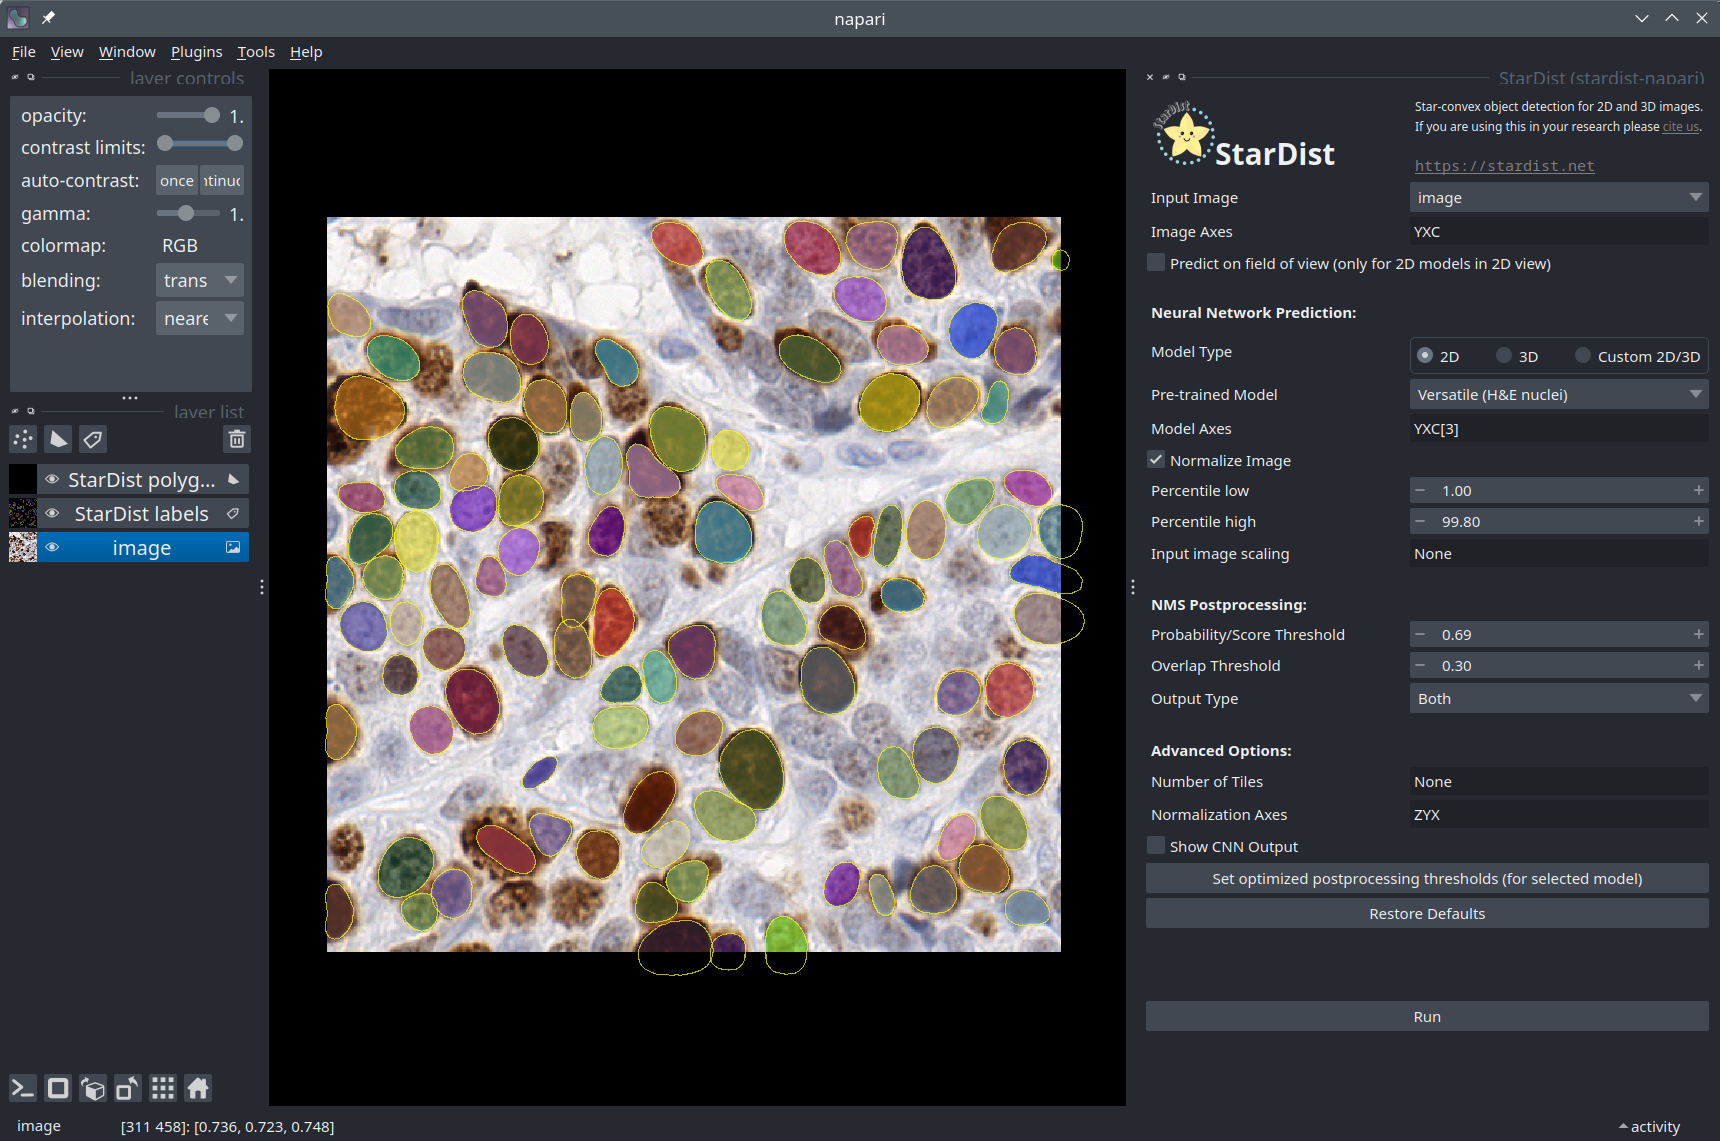 napari
File View Window Plugins Tools Help
layer controls
opacity: 1.
contrast limits:
auto-contrast: once ntinuc
gamma: 1.
colormap: RGB
blending: trans
interpolation: neare
layer list
StarDist polyg...
StarDist labels
image
StarDist (stardist-napari)
StarDist
StarDist
Star-convex object detection for 2D and 3D images.
If you are using this in your research please cite us.
https://stardist.net
Input Image image
Image Axes YXC
Predict on field of view (only for 2D models in 2D view)
Neural Network Prediction:
Model Type 2D 3D Custom 2D/3D
Pre-trained Model Versatile (H&E nuclei)
Model Axes YXC[3]
Normalize Image
Percentile low 1.00
Percentile high 99.80
Input image scaling None
NMS Postprocessing:
Probability/Score Threshold 0.69
Overlap Threshold 0.30
Output Type Both
Advanced Options:
Number of Tiles None
Normalization Axes ZYX
Show CNN Output
Set optimized postprocessing thresholds (for selected model)
Restore Defaults
Run
image [311 458]: [0.736, 0.723, 0.748] activity